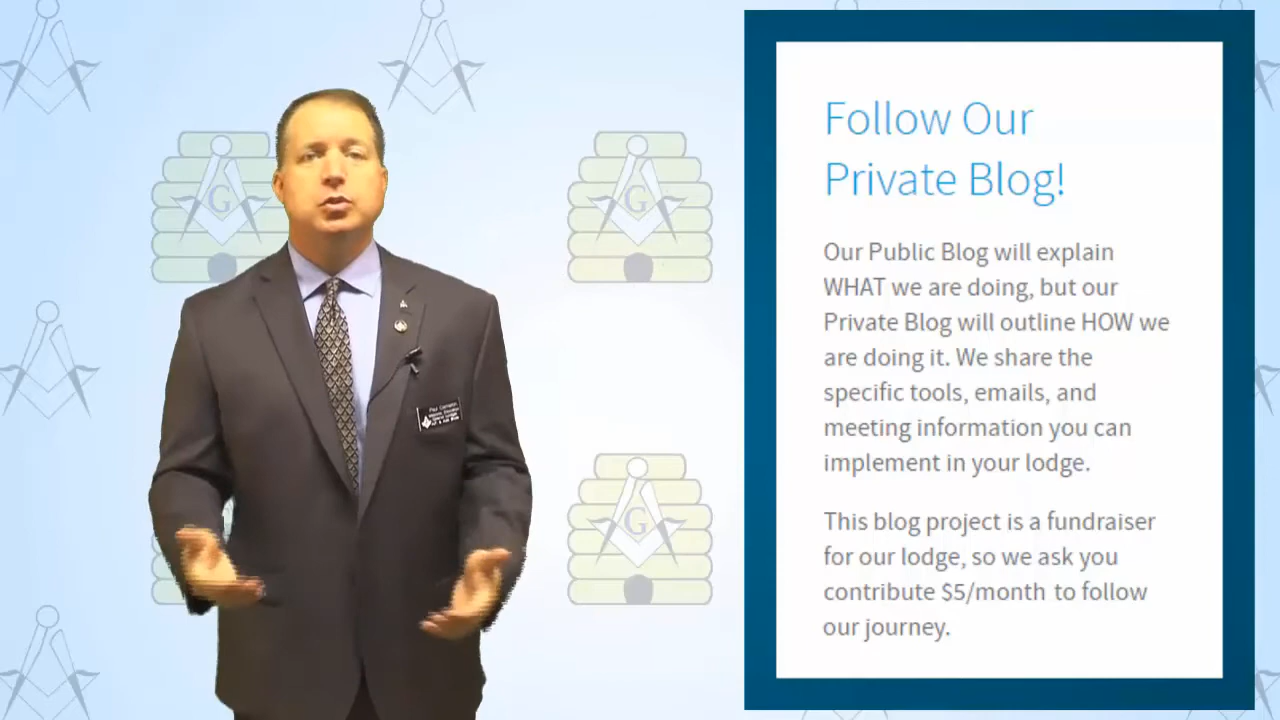 Follow Our
Private Blog!
Our Public Blog will explain
WHAT we are doing, but our
Private Blog will outline HOW we
are doing it. We share the
specific tools, emails, and
meeting information you can
implement in your lodge.
This blog project is a fundraiser
for our lodge, so we ask you
contribute $5/month to follow
our journey.
G
G
G
Paul